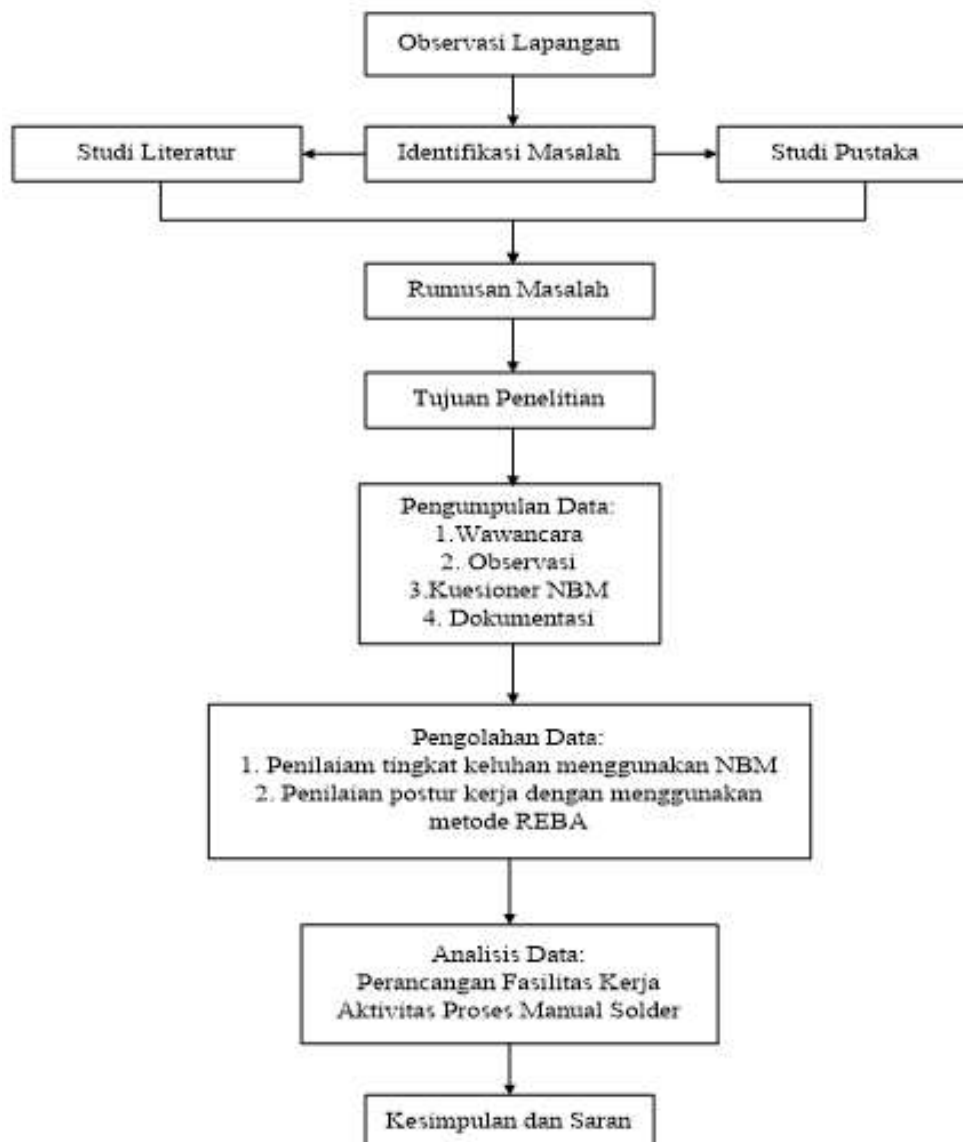 Observasi Lapangan
Studi Literatur
Identifikasi Masalah
Studi Pustaka
Rumusan Masalah
Tujuan Penelitian
Pengumpulan Data:
1.Wawancara
2. Observasi
3.Kuesioner NBM
4. Dokumentasi
Pengolahan Data:
1. Penilaiam tingkat keluhan menggunakan NBM
2. Penilaian postur kerja dengan menggunakan
metode REBA
Analisis Data:
Perancangan Fasilitas Kerja
Aktivitas Proses Manual Solder
Kesimpulan dan Saran